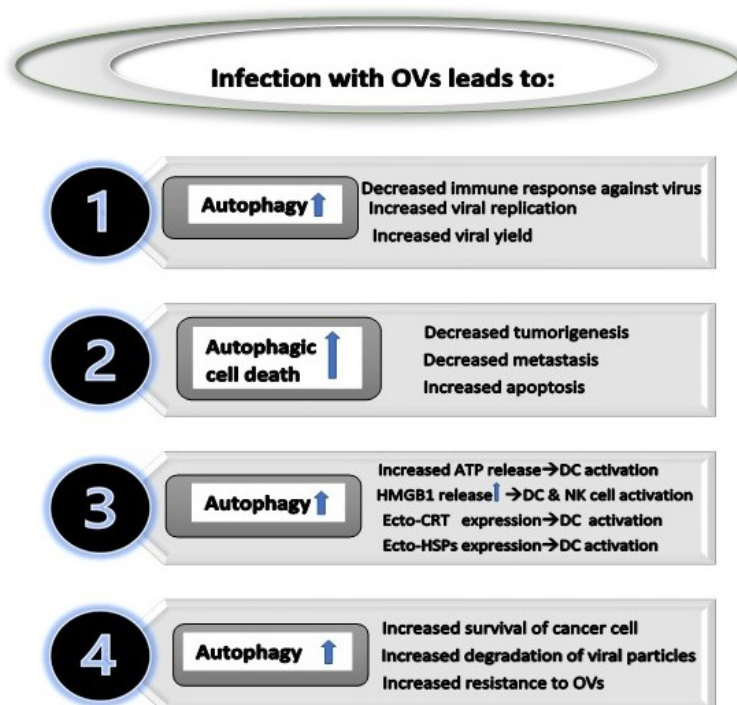 Infection with OVs leads to:
1
Autophagy
Decreased immune response against virus
Increased viral replication
Increased viral yield
2
Autophagic
cell death
Decreased tumorigenesis
Decreased metastasis
Increased apoptosis
3
Autophagy
Increased ATP release→DC activation
HMGB1 release↑ →DC & NK cell activation
Ecto-CRT expression→DC activation
Ecto-HSPs expression→DC activation
4
Autophagy
Increased survival of cancer cell
Increased degradation of viral particles
Increased resistance to OVs